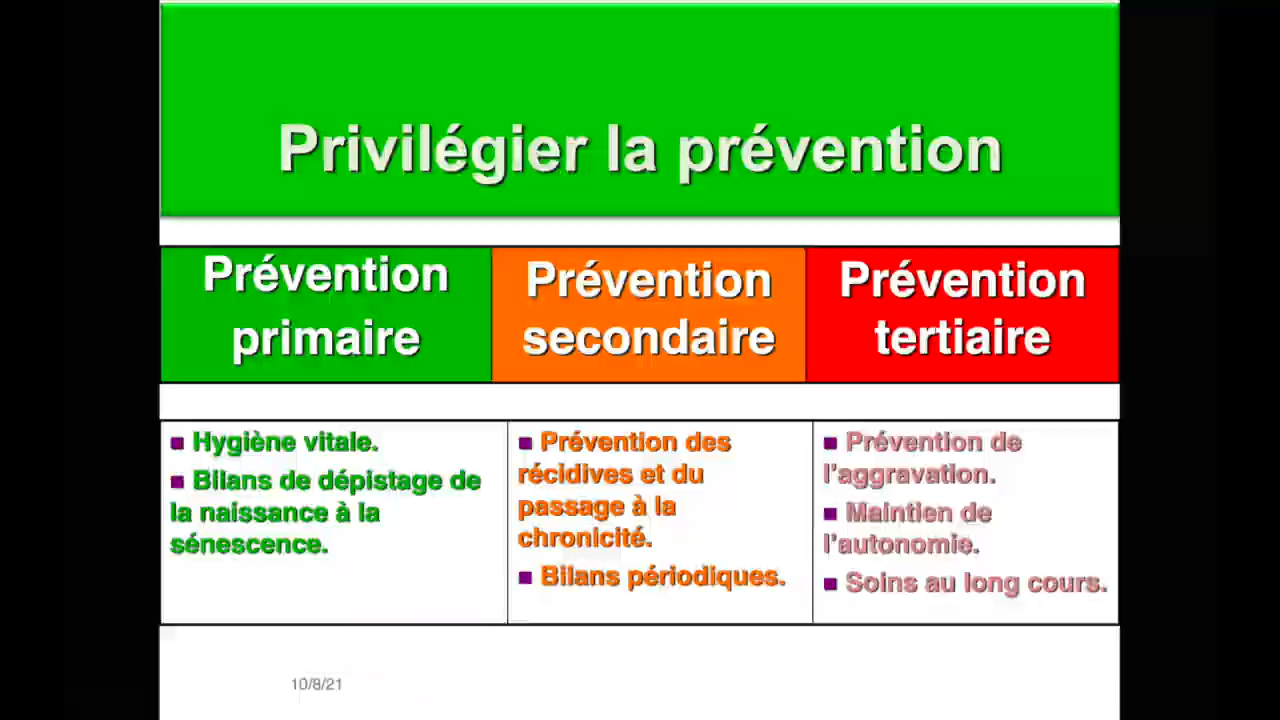 Privilégier la prévention
Prévention
primaire
Prévention
secondaire
Prévention
tertiaire
■ Hygiène vitale.
■ Bilans de dépistage de
la naissance à la
sénescence.
■ Prévention des
récidives et du
passage à la
chronicité.
■ Bilans périodiques.
■ Prévention de
l'aggravation.
■ Maintien de
l'autonomie.
■ Soins au long cours.
10/8/21